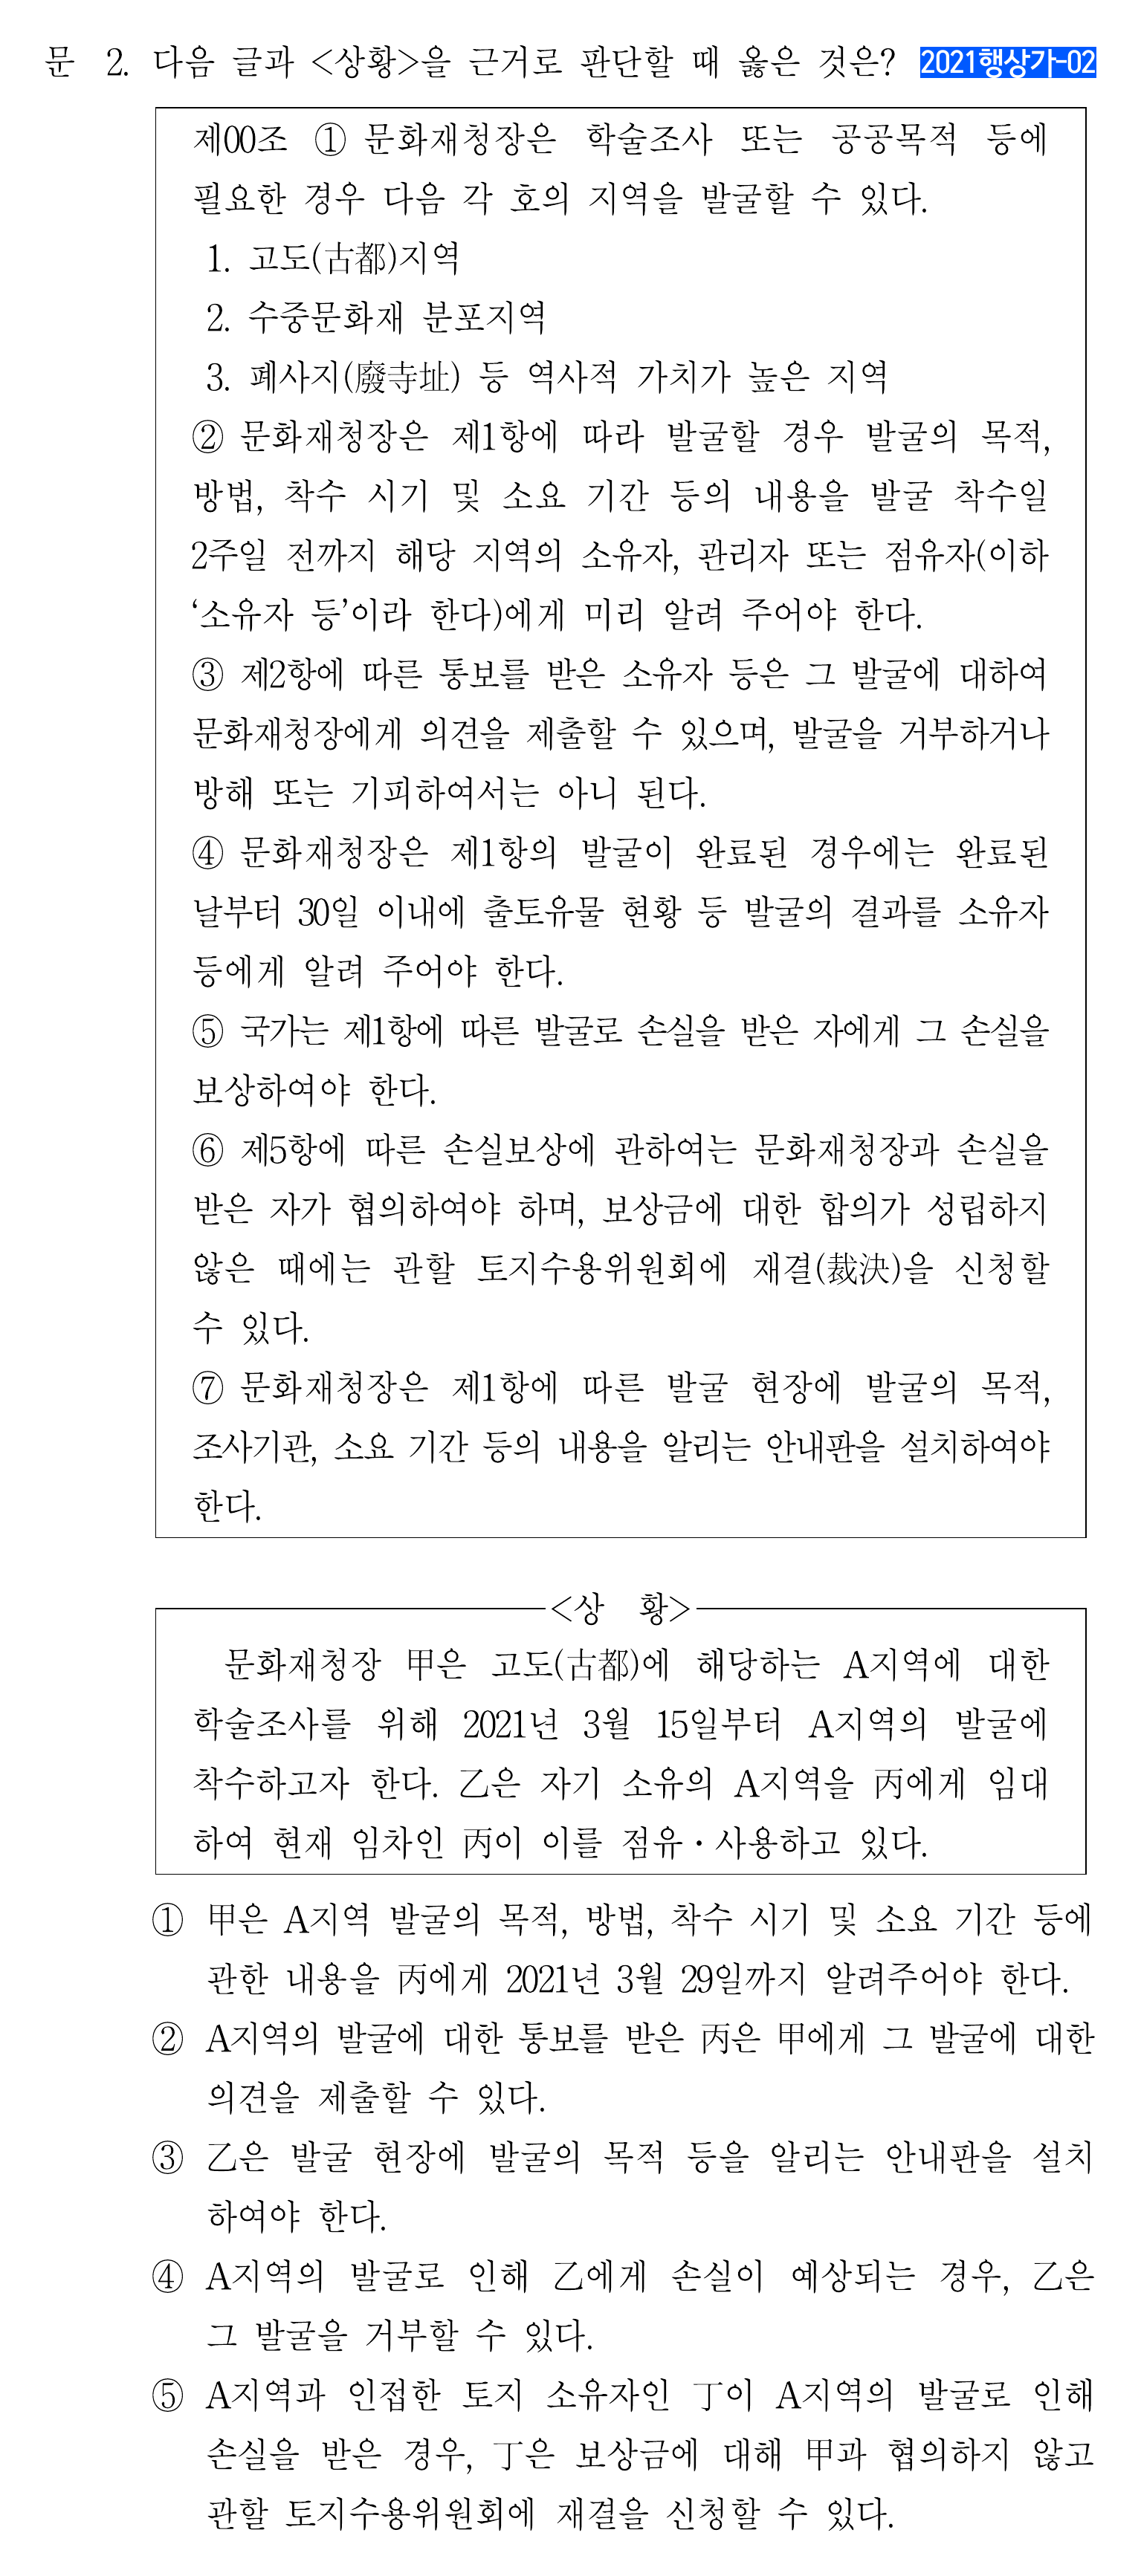 문 2. 다음 글과 <상황>을 근거로 판단할 때 옳은 것은? 2021행상가-02
제00조 ① 문화재청장은 학술조사 또는 공공목적 등에
필요한 경우 다음 각 호의 지역을 발굴할 수 있다.
1. 고도(古都)지역
2. 수중문화재 분포지역
3. 폐사지(廢寺址) 등 역사적 가치가 높은 지역
② 문화재청장은 제1항에 따라 발굴할 경우 발굴의 목적,
방법, 착수 시기 및 소요 기간 등의 내용을 발굴 착수일
2주일 전까지 해당 지역의 소유자, 관리자 또는 점유자(이하
‘소유자 등’이라 한다)에게 미리 알려 주어야 한다.
③ 제2항에 따른 통보를 받은 소유자 등은 그 발굴에 대하여
문화재청장에게 의견을 제출할 수 있으며, 발굴을 거부하거나
방해 또는 기피하여서는 아니 된다.
④ 문화재청장은 제1항의 발굴이 완료된 경우에는 완료된
날부터 30일 이내에 출토유물 현황 등 발굴의 결과를 소유자
등에게 알려 주어야 한다.
⑤ 국가는 제1항에 따른 발굴로 손실을 받은 자에게 그 손실을
보상하여야 한다.
⑥ 제5항에 따른 손실보상에 관하여는 문화재청장과 손실을
받은 자가 협의하여야 하며, 보상금에 대한 합의가 성립하지
않은 때에는 관할 토지수용위원회에 재결(裁決)을 신청할
수 있다.
⑦ 문화재청장은 제1항에 따른 발굴 현장에 발굴의 목적,
조사기관, 소요 기간 등의 내용을 알리는 안내판을 설치하여야
한다.
<상 황>
문화재청장 甲은 고도(古都)에 해당하는 A지역에 대한
학술조사를 위해 2021년 3월 15일부터 A지역의 발굴에
착수하고자 한다. 乙은 자기 소유의 A지역을 丙에게 임대
하여 현재 임차인 丙이 이를 점유・사용하고 있다.
① 甲은 A지역 발굴의 목적, 방법, 착수 시기 및 소요 기간 등에
관한 내용을 丙에게 2021년 3월 29일까지 알려주어야 한다.
② A지역의 발굴에 대한 통보를 받은 丙은 甲에게 그 발굴에 대한
의견을 제출할 수 있다.
③ 乙은 발굴 현장에 발굴의 목적 등을 알리는 안내판을 설치
하여야 한다.
④ A지역의 발굴로 인해 乙에게 손실이 예상되는 경우, 乙은
그 발굴을 거부할 수 있다.
⑤ A지역과 인접한 토지 소유자인 丁이 A지역의 발굴로 인해
손실을 받은 경우, 丁은 보상금에 대해 甲과 협의하지 않고
관할 토지수용위원회에 재결을 신청할 수 있다.